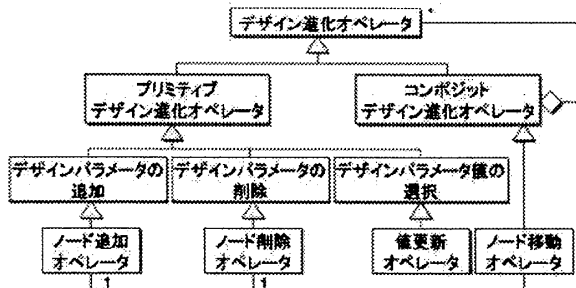 デザイン進化オペレータ
*
プリミティブ
デザイン進化オペレータ
コンポジット
デザイン進化オペレータ
デザインパラメータの
追加
デザインパラメータの
削除
デザインパラメータ値の
選択
ノード追加
オペレータ
ノード削除
オペレータ
値更新
オペレータ
ノード移動
オペレータ
1
1